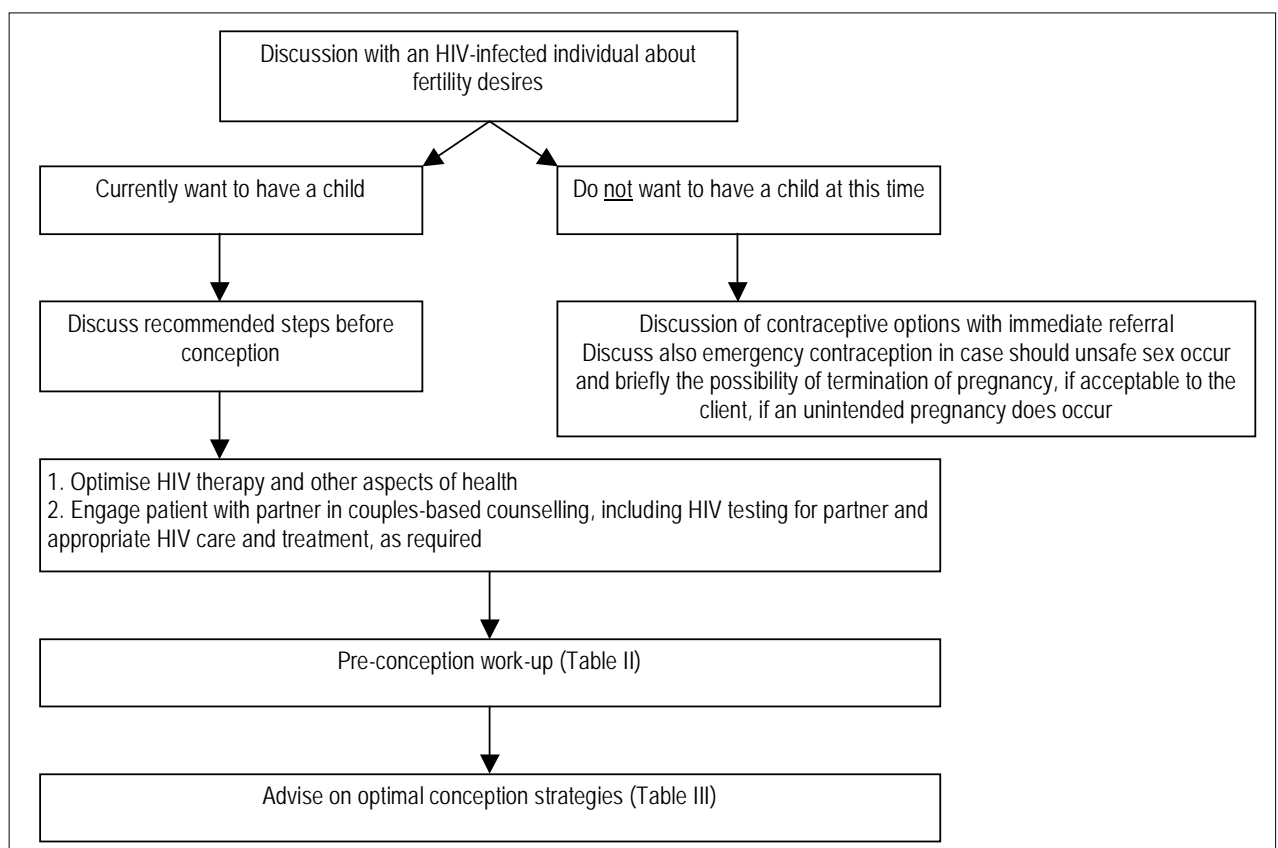 Discussion with an HIV-infected individual about
fertility desires
Currently want to have a child
Do not want to have a child at this time
Discuss recommended steps before
conception
Discussion of contraceptive options with immediate referral
Discuss also emergency contraception in case should unsafe sex occur
and briefly the possibility of termination of pregnancy, if acceptable to the
client, if an unintended pregnancy does occur
1. Optimise HIV therapy and other aspects of health
2. Engage patient with partner in couples-based counselling, including HIV testing for partner and
appropriate HIV care and treatment, as required
Pre-conception work-up (Table II)
Advise on optimal conception strategies (Table III)